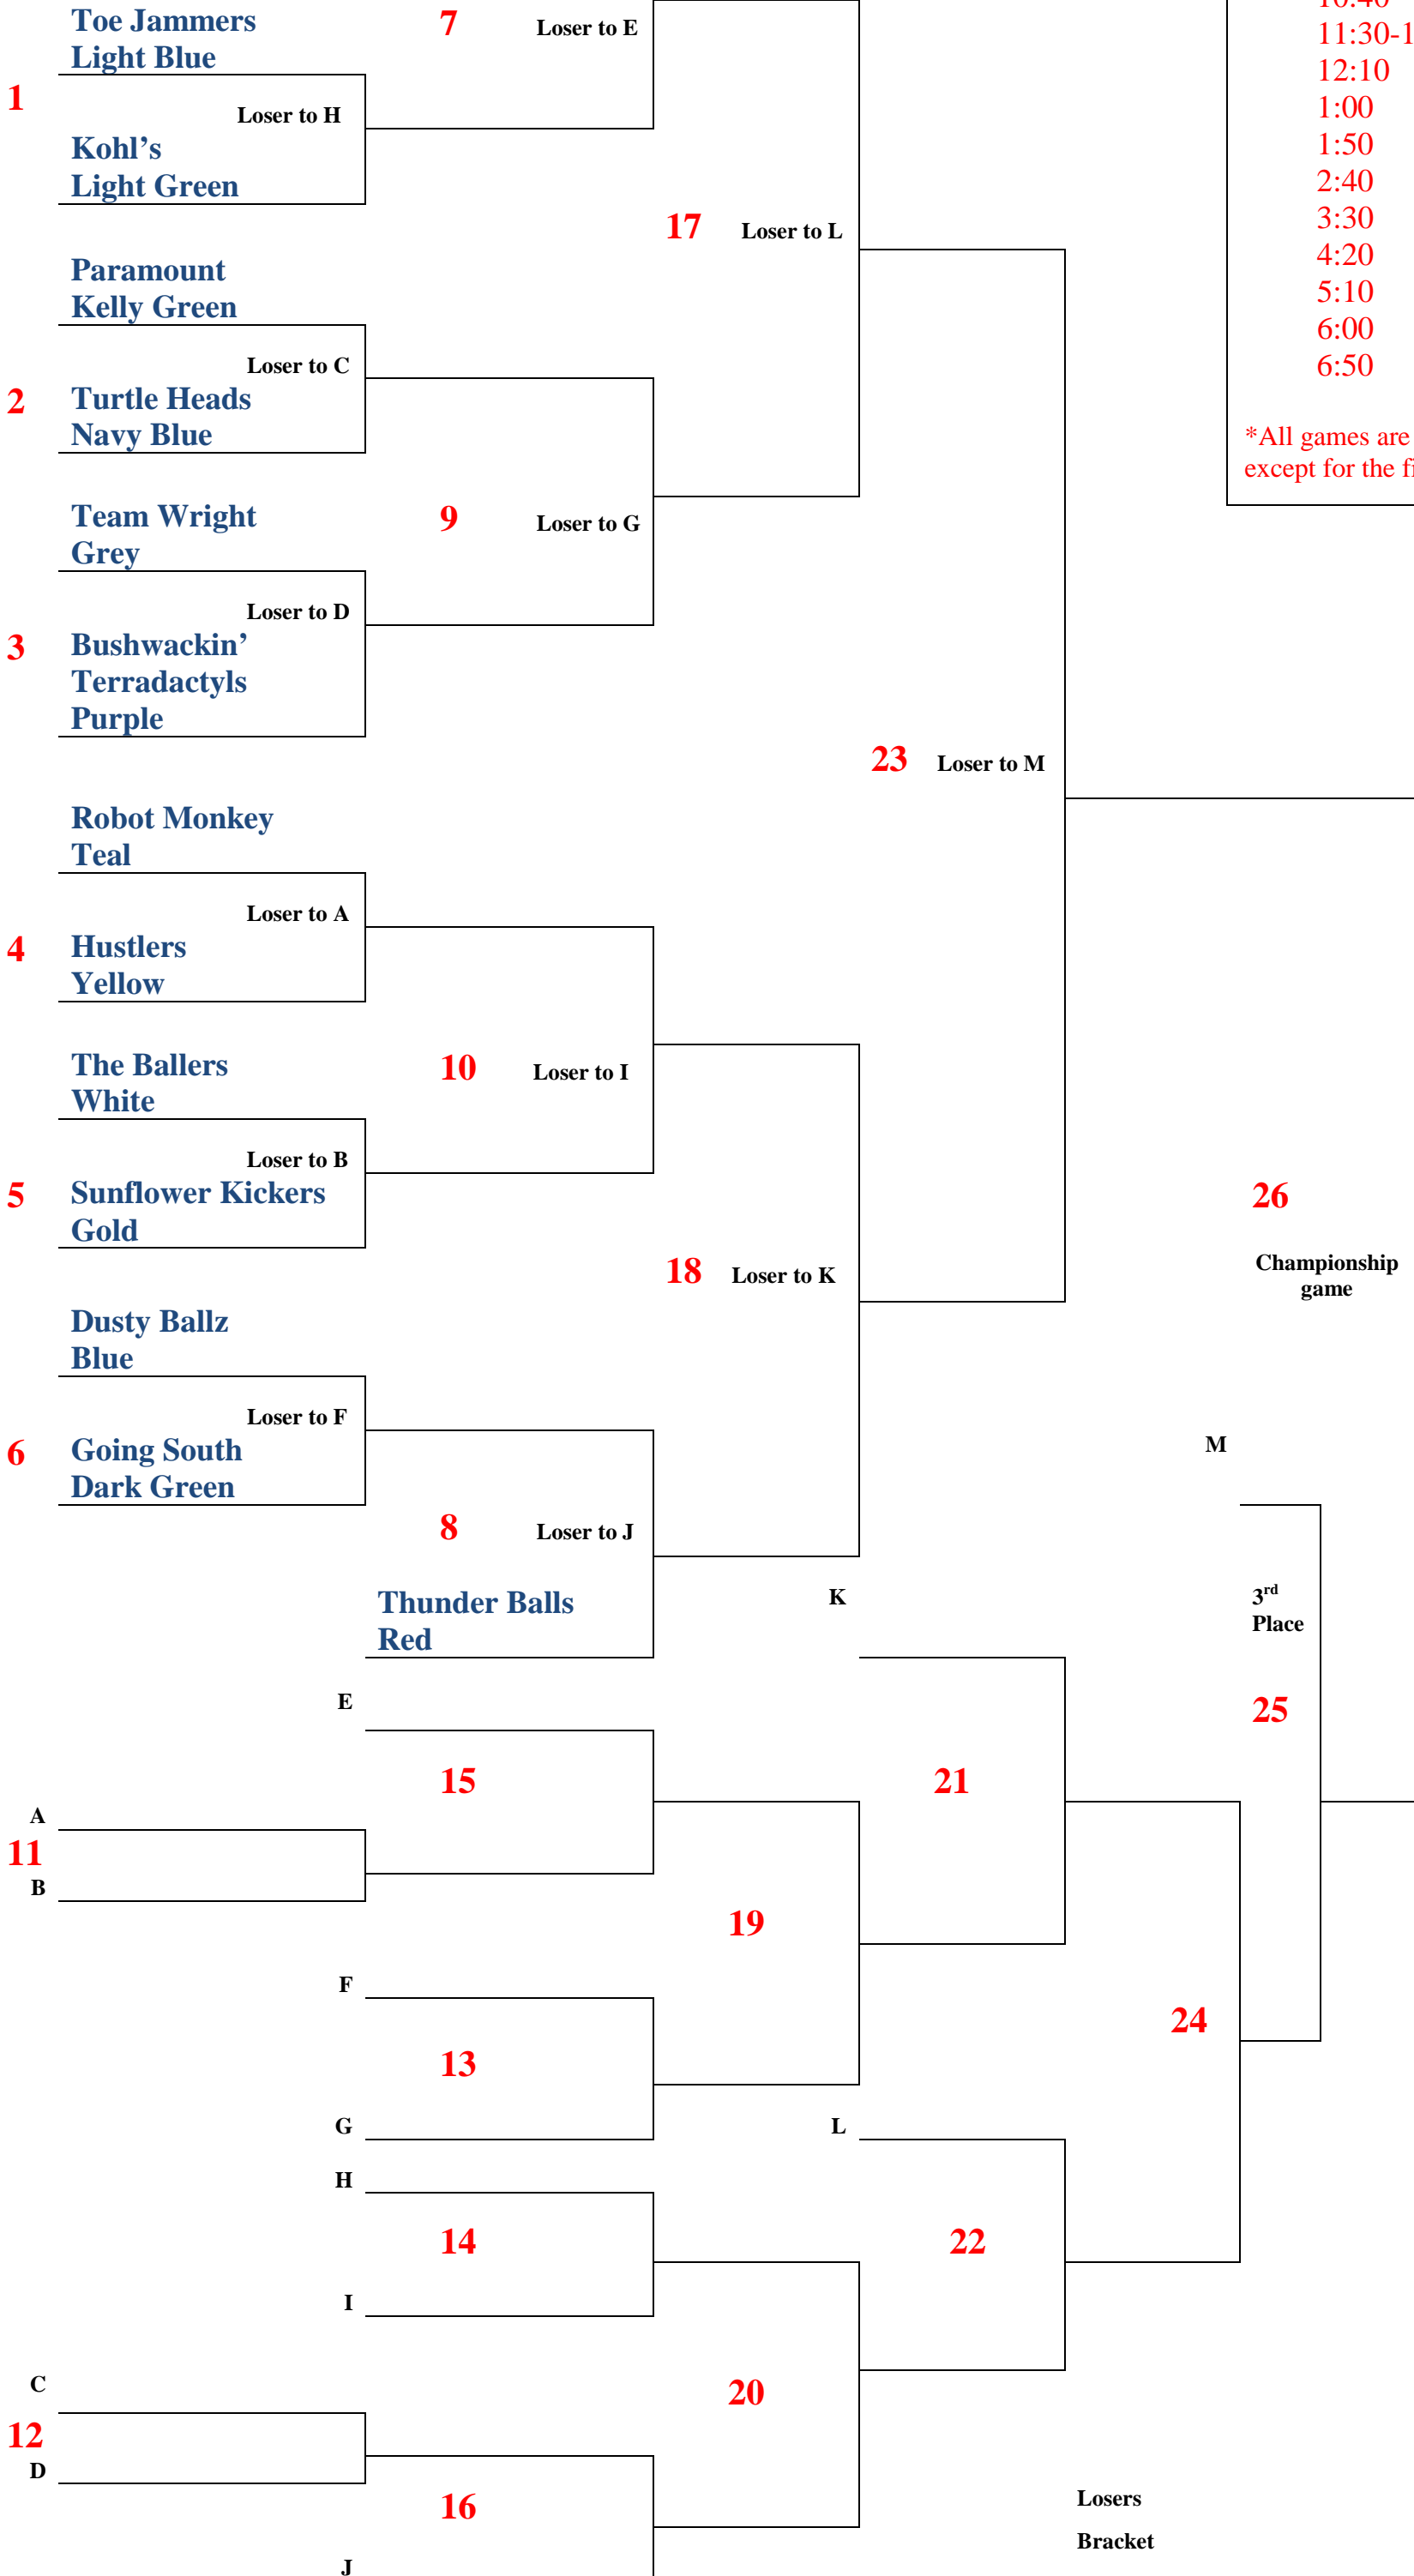 Toe Jammers
Light Blue
7
Loser to E
1
Loser to H
Kohl’s
Light Green
17
Loser to L
Paramount
Kelly Green
Loser to C
2
Turtle Heads
Navy Blue
Team Wright
Grey
9
Loser to G
Loser to D
3
Bushwackin’
Terradactyls
Purple
23
Loser to M
Robot Monkey
Teal
Loser to A
4
Hustlers
Yellow
The Ballers
White
10
Loser to I
Loser to B
5
Sunflower Kickers
Gold
18
Loser to K
Dusty Ballz
Blue
Loser to F
6
Going South
Dark Green
8
Loser to J
Thunder Balls
Red
11:30-1
12:10
1:00
1:50
2:40
3:30
4:20
5:10
6:00
6:50
*All games are
except for the
26
Championship
game
M
3rd
Place
25
K
E
15
21
A
11
B
19
F
13
24
G
L
H
14
22
I
C
20
12
D
16
J
Losers
Bracket